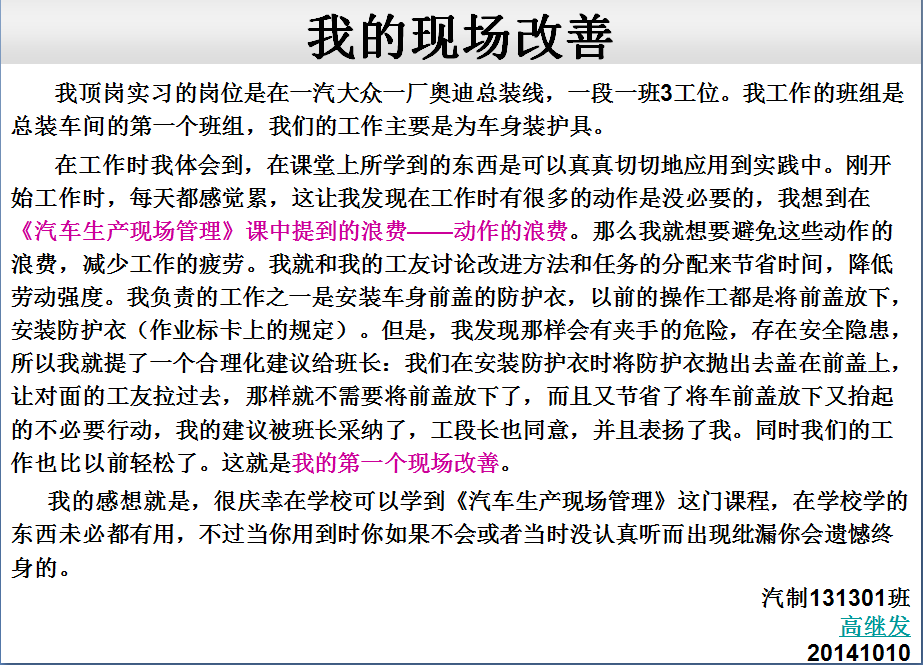 我的现场改善
我顶岗实习的岗位是在一汽大众一厂奥迪总装线，一段一班3工位。我工作的班组是
总装车间的第一个班组，我们的工作主要是为车身装护具。
在工作时我体会到，在课堂上所学到的东西是可以真真切切地应用到实践中。刚开
始工作时，每天都感觉累，这让我发现在工作时有很多的动作是没必要的，我想到在
《汽车生产现场管理》课中提到的浪费——动作的浪费。那么我就想要避免这些动作的
浪费，减少工作的疲劳。我就和我的工友讨论改进方法和任务的分配来节省时间，降低
劳动强度。我负责的工作之一是安装车身前盖的防护衣，以前的操作工都是将前盖放下，
安装防护衣（作业标卡上的规定）。但是，我发现那样会有夹手的危险，存在安全隐患，
所以我就提了一个合理化建议给班长：我们在安装防护衣时将防护衣抛出去盖在前盖上，
让对面的工友拉过去，那样就不需要将前盖放下了，而且又节省了将车前盖放下又抬起
的不必要行动，我的建议被班长采纳了，工段长也同意，并且表扬了我。同时我们的工
作也比以前轻松了。这就是我的第一个现场改善。
我的感想就是，很庆幸在学校可以学到《汽车生产现场管理》这门课程，在学校学的
东西未必都有用，不过当你用到时你如果不会或者当时没认真听而出现纰漏你会遗憾终
身的。
汽制131301班
高继发
20141010